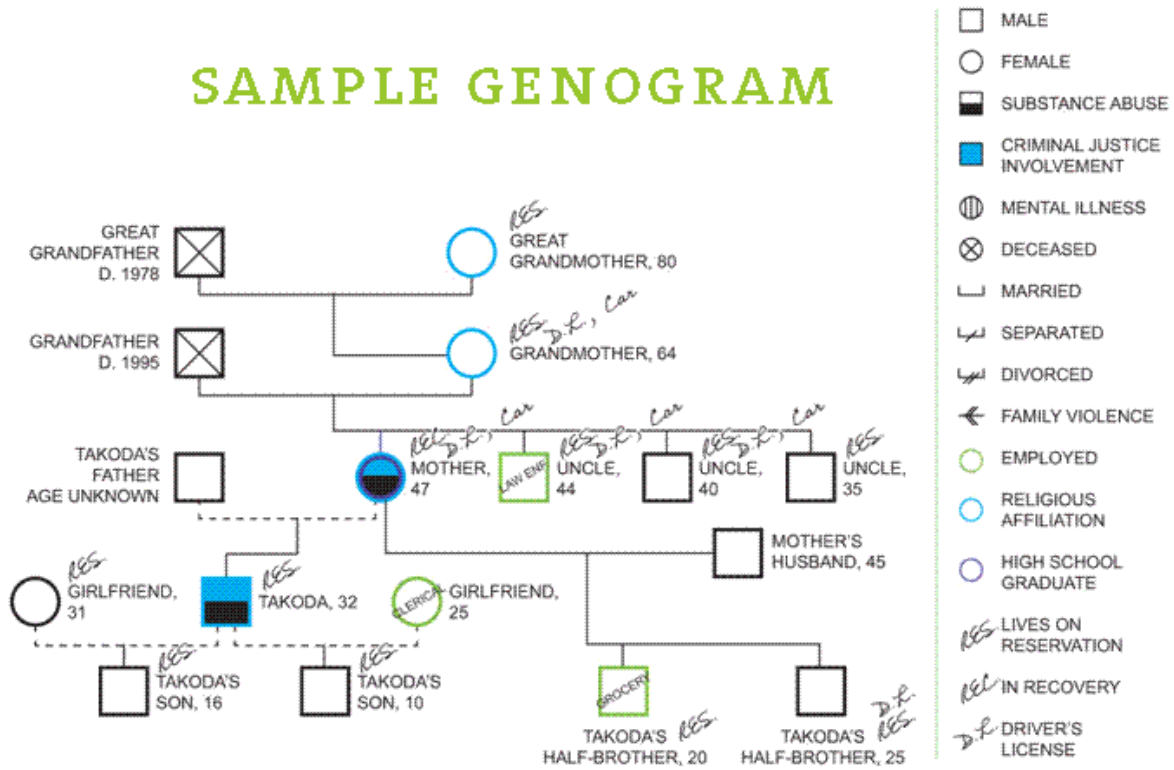 SAMPLE GENOGRAM
MALE
FEMALE
SUBSTANCE ABUSE
CRIMINAL JUSTICE
INVOLVEMENT
MENTAL ILLNESS
DECEASED
MARRIED
SEPARATED
DIVORCED
FAMILY VIOLENCE
EMPLOYED
RELIGIOUS
AFFILIATION
HIGH SCHOOL
GRADUATE
RES. LIVES ON
RESERVATION
REC IN RECOVERY
D.L. DRIVER'S
LICENSE
GREAT
GRANDFATHER
D. 1978
RES.
GREAT
GRANDMOTHER, 80
GRANDFATHER
D. 1995
RES. D.L., Car
GRANDMOTHER, 64
TAKODA'S
FATHER
AGE UNKNOWN
REC D.L., Car
MOTHER,
47
LAW ENF
RES. D.L., Car
UNCLE,
44
RES. D.L., Car
UNCLE,
40
RES.
UNCLE,
35
MOTHER'S
HUSBAND, 45
RES.
GIRLFRIEND,
31
RES.
TAKODA, 32
CLERICAL
GIRLFRIEND,
25
RES.
TAKODA'S
SON, 16
RES.
TAKODA'S
SON, 10
GROCERY
TAKODA'S RES.
HALF-BROTHER, 20
D.L.
TAKODA'S RES.
HALF-BROTHER, 25